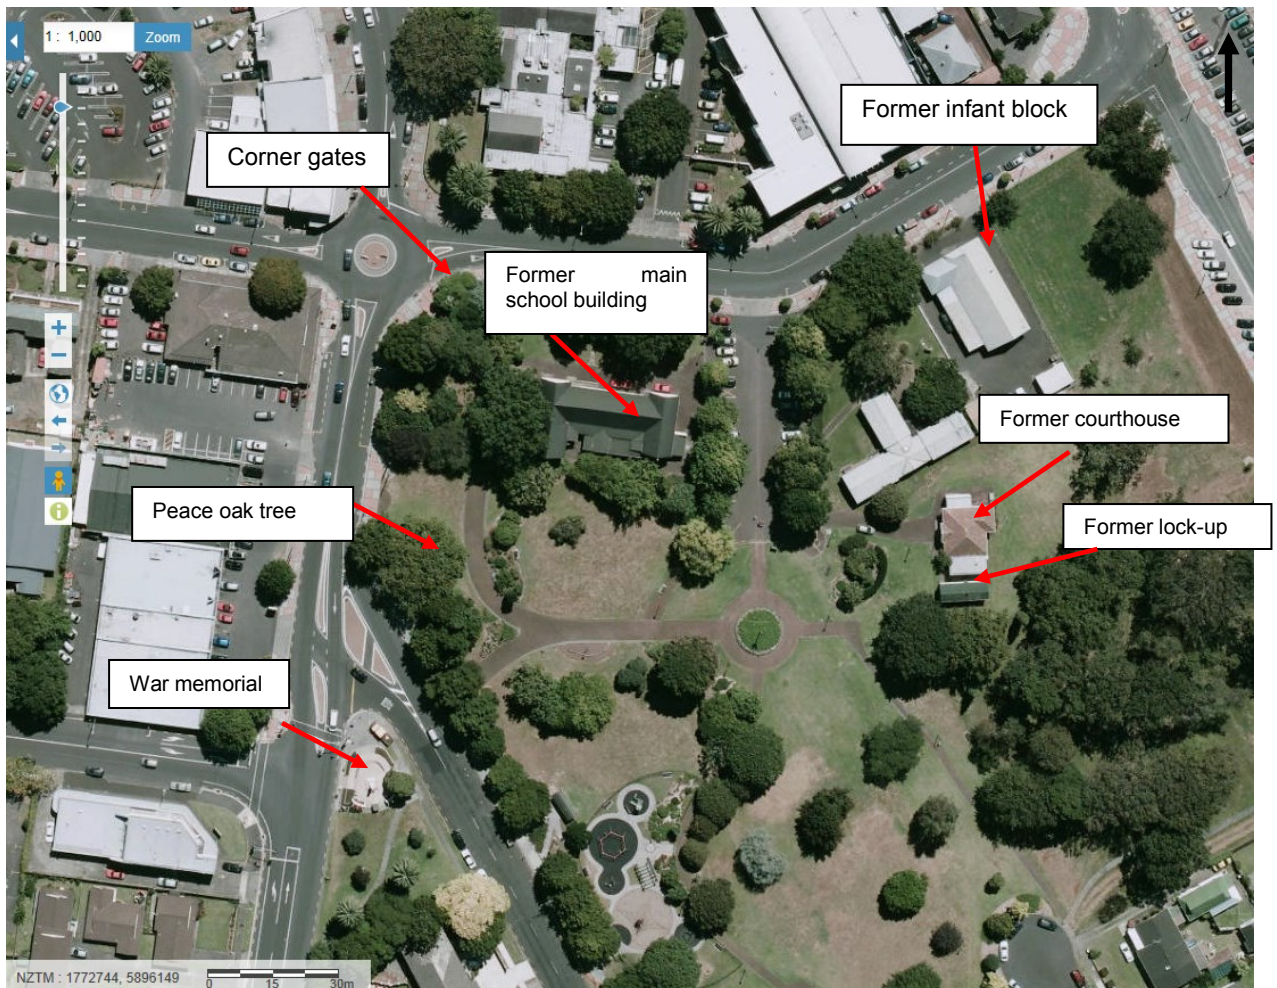 1 : 1,000 Zoom
Former infant block
Corner gates
Former main
school building
Former courthouse
Peace oak tree
Former lock-up
War memorial
NZTM : 1772744, 5896149
0 15 30m